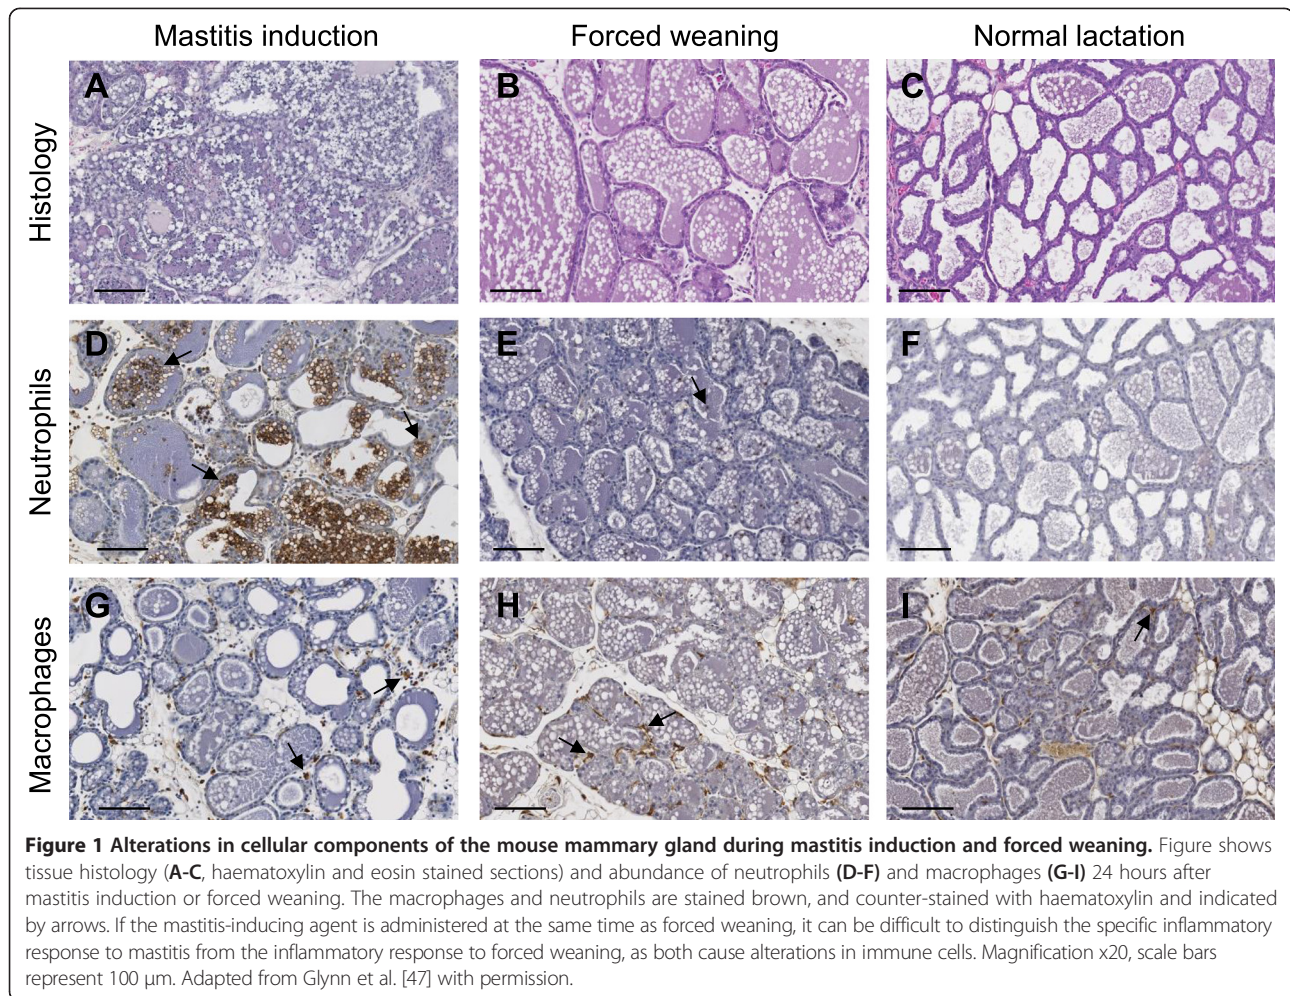 Mastitis induction Forced weaning Normal lactation
Histology
A B C
Neutrophils
D E F
Macrophages
G H I
Figure 1 Alterations in cellular components of the mouse mammary gland during mastitis induction and forced weaning. Figure shows
tissue histology (A-C, haematoxylin and eosin stained sections) and abundance of neutrophils (D-F) and macrophages (G-I) 24 hours after
mastitis induction or forced weaning. The macrophages and neutrophils are stained brown, and counter-stained with haematoxylin and indicated
by arrows. If the mastitis-inducing agent is administered at the same time as forced weaning, it can be difficult to distinguish the specific inflammatory
response to mastitis from the inflammatory response to forced weaning, as both cause alterations in immune cells. Magnification x20, scale bars
represent 100 μm. Adapted from Glynn et al. [47] with permission.